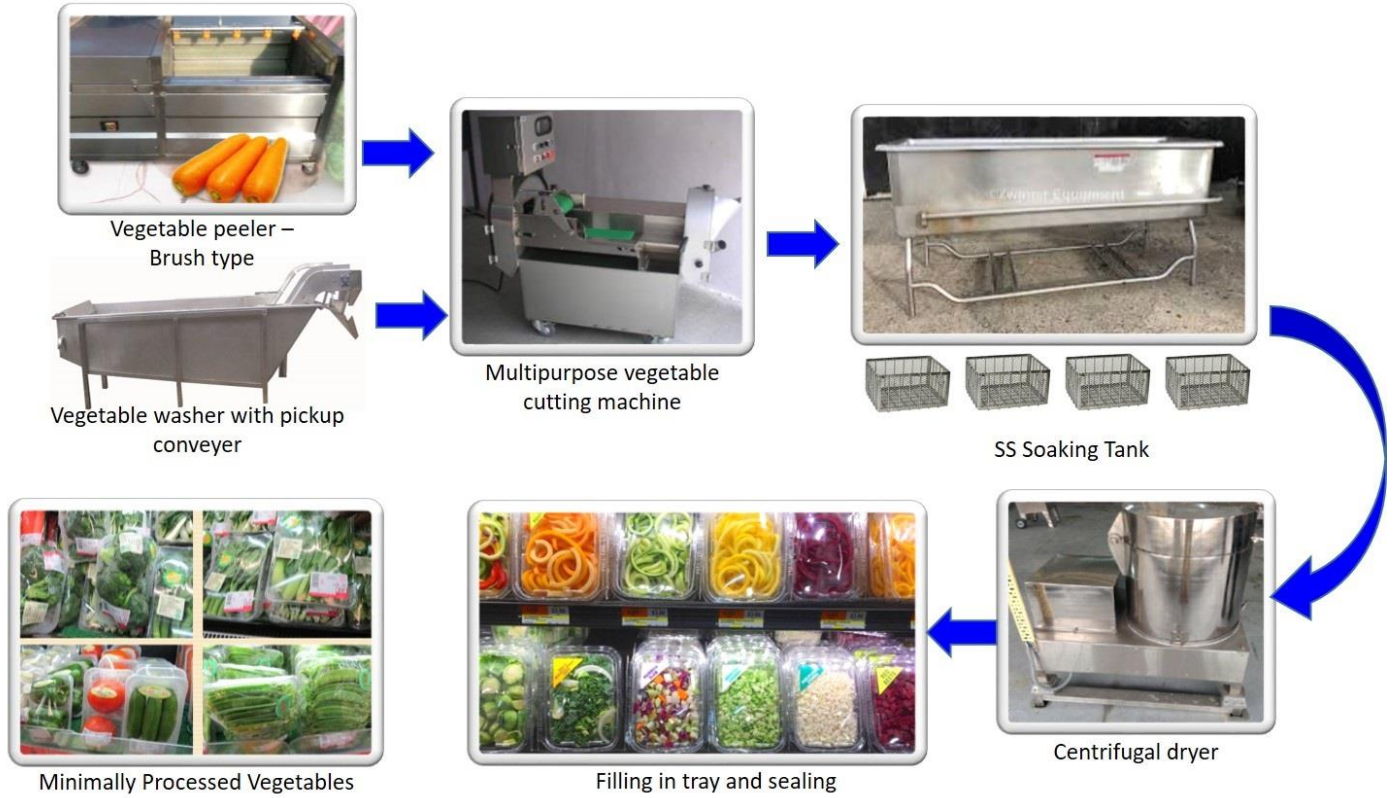 Vegetable peeler –
Brush type
Vegetable washer with pickup
conveyer
Multipurpose vegetable
cutting machine
SS Soaking Tank
Centrifugal dryer
Filling in tray and sealing
Minimally Processed Vegetables